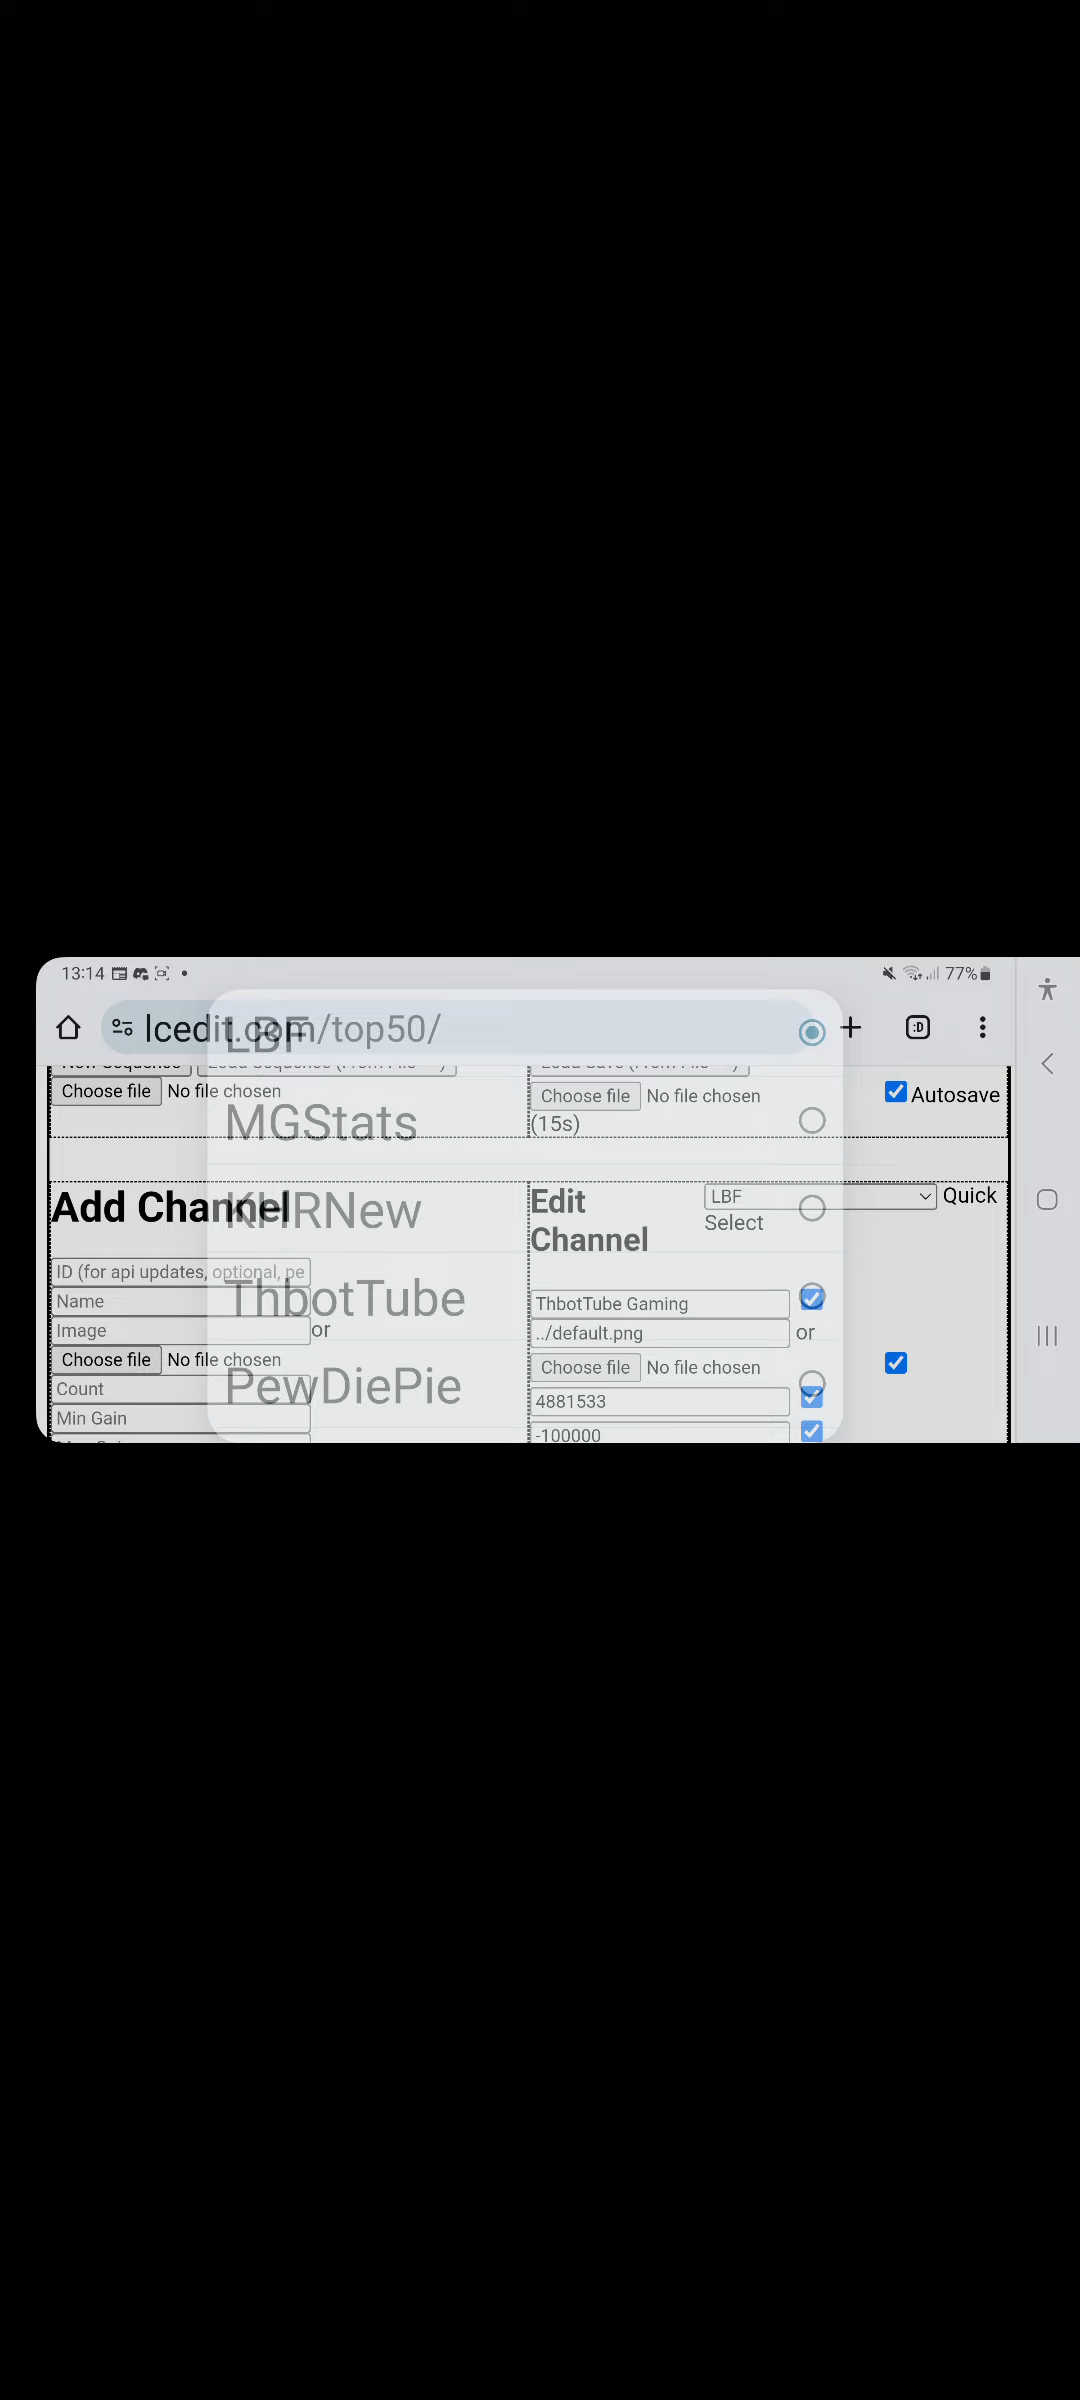 13:14
77%
lcedit.com/top50/
:D
Choose file No file chosen
Choose file No file chosen
Autosave
(15s)
Add Channel
Edit Channel
LBF
Quick Select
ID (for api updates, optional, pe
Name
Image
or
Choose file No file chosen
Count
Min Gain
ThbotTube Gaming
../default.png
or
Choose file No file chosen
4881533
-100000
LBF
MGStats
ThbotTube
PewDiePie